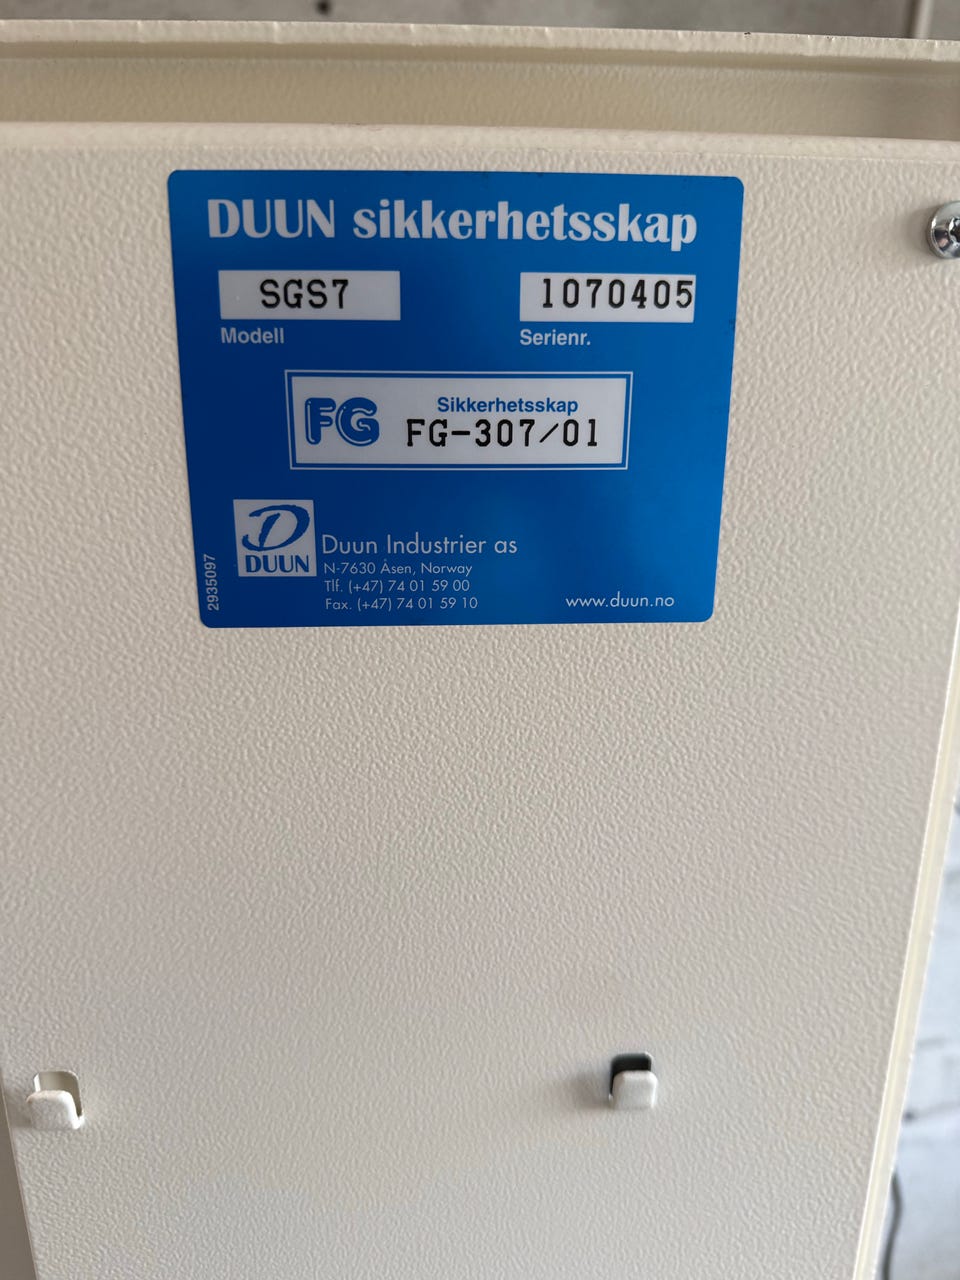 DUUN sikkerhetsskap
SGS7 1070405
Modell Serienr.
FG Sikkerhetsskap
FG-307/01
DUUN
Duun Industrier as
N-7630 Åsen, Norway
Tlf. (+47) 74 01 59 00
Fax. (+47) 74 01 59 10
www.duun.no
2935097